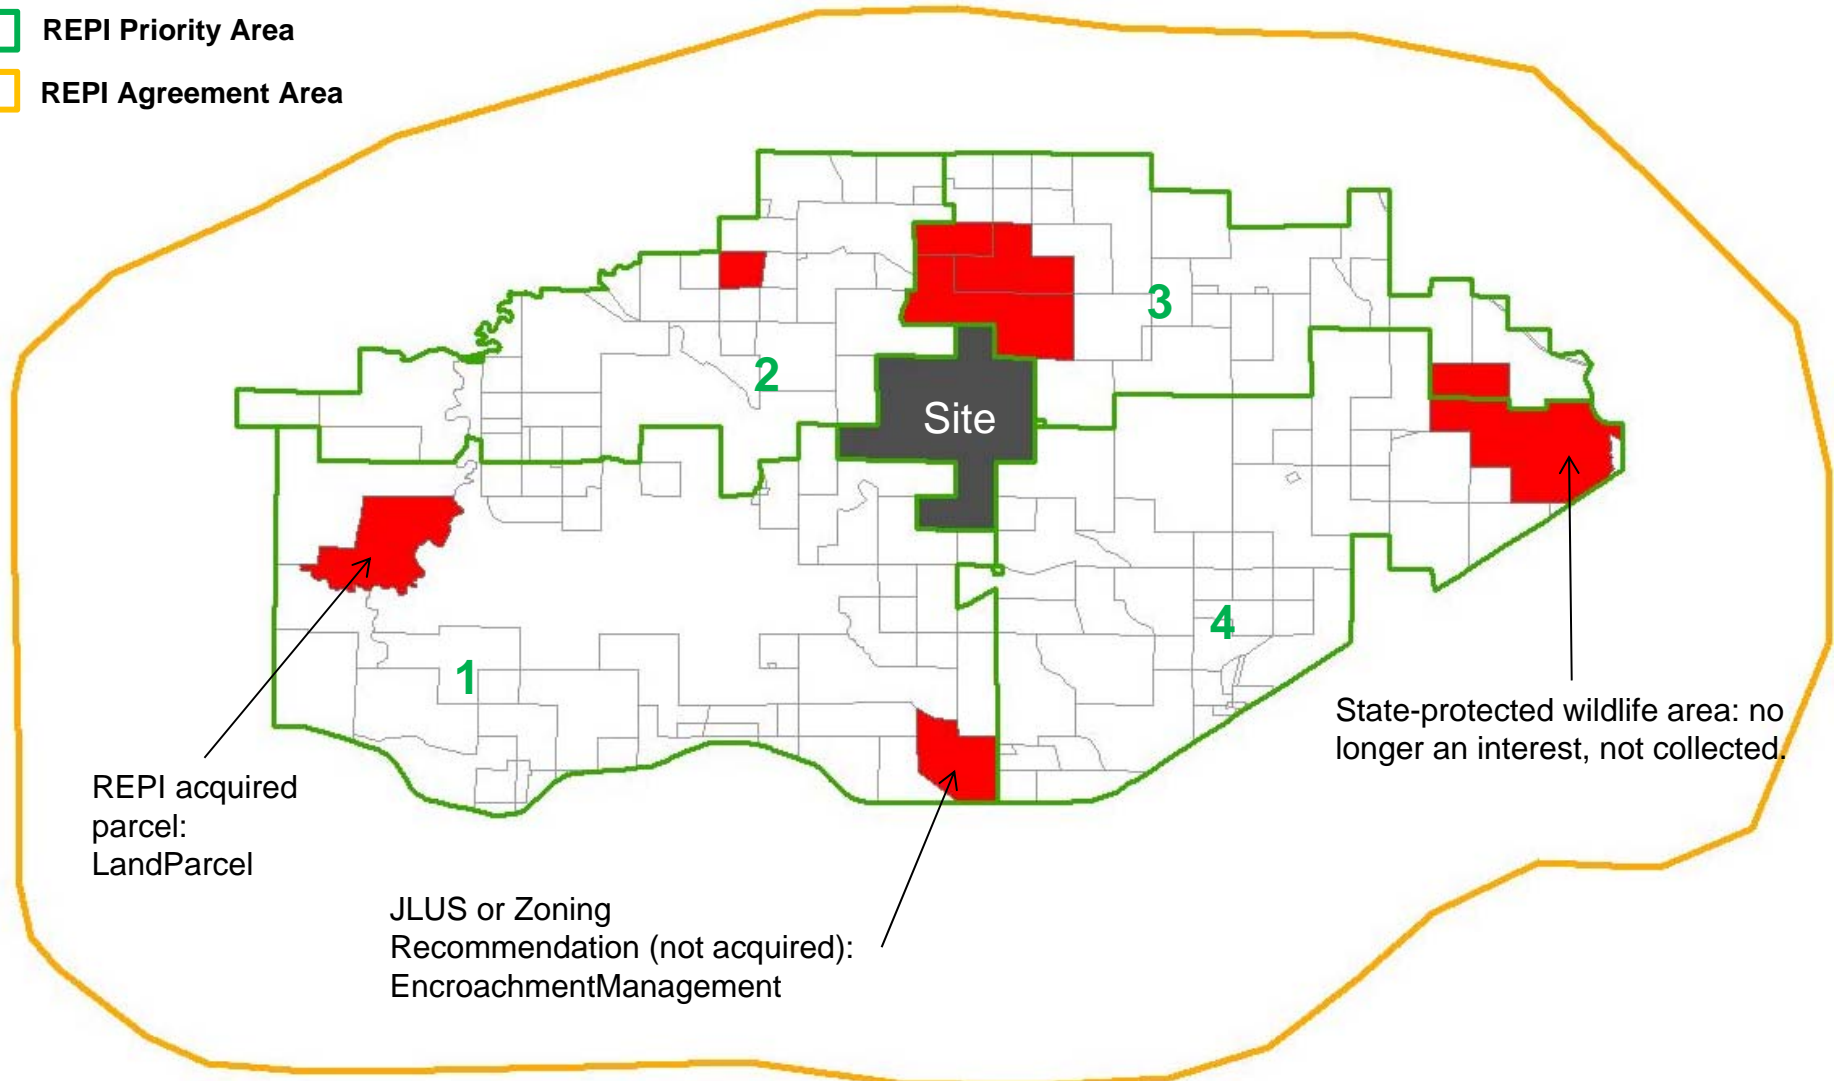 REPI Priority Area
REPI Agreement Area
3
2
Site
4
1
State-protected wildlife area: no
longer an interest, not collected.
REPI acquired
parcel:
LandParcel
JLUS or Zoning
Recommendation (not acquired):
EncroachmentManagement